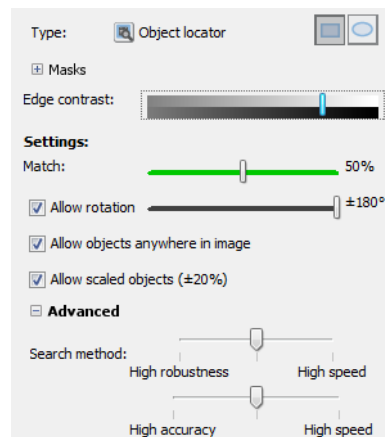 Type: Object locator
Masks
Edge contrast:
Settings:
Match: 50%
Allow rotation ±180°
Allow objects anywhere in image
Allow scaled objects (±20%)
Advanced
Search method:
High robustness High speed
High accuracy High speed